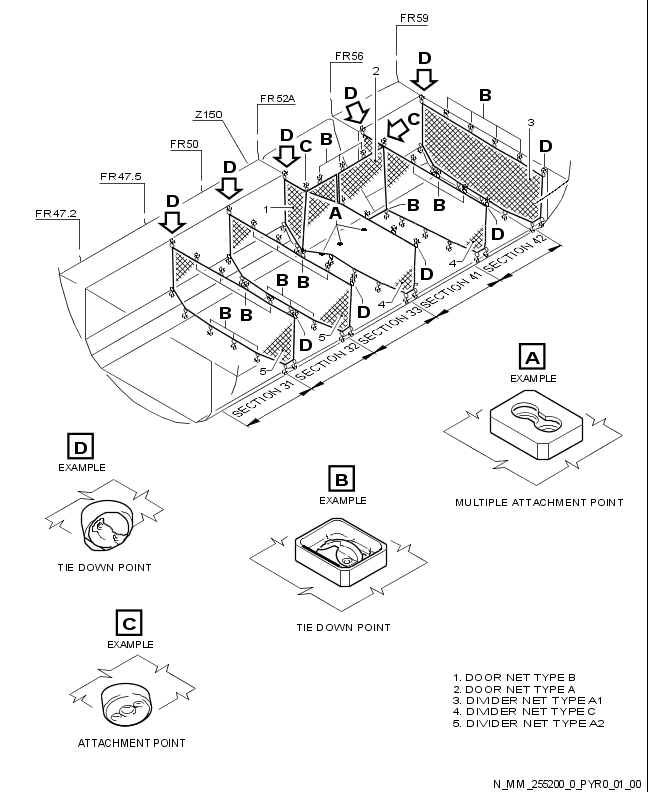 FR59
FR56
2
D
B
FR52A
D
3
Z150
C
D
C
B
D
FR50
D
FR47.5
D
1
A
B
B
FR47.2
D
B
B
4
SECTION 42
D
SECTION 41
B
B
4
D
SECTION 33
5
D
SECTION 32
5
SECTION 31
A
EXAMPLE
MULTIPLE ATTACHMENT POINT
D
EXAMPLE
TIE DOWN POINT
B
EXAMPLE
TIE DOWN POINT
C
EXAMPLE
ATTACHMENT POINT
1. DOOR NET TYPE B
2. DOOR NET TYPE A
3. DIVIDER NET TYPE A1
4. DIVIDER NET TYPE C
5. DIVIDER NET TYPE A2
N_MM_255200_0_PYR0_01_00